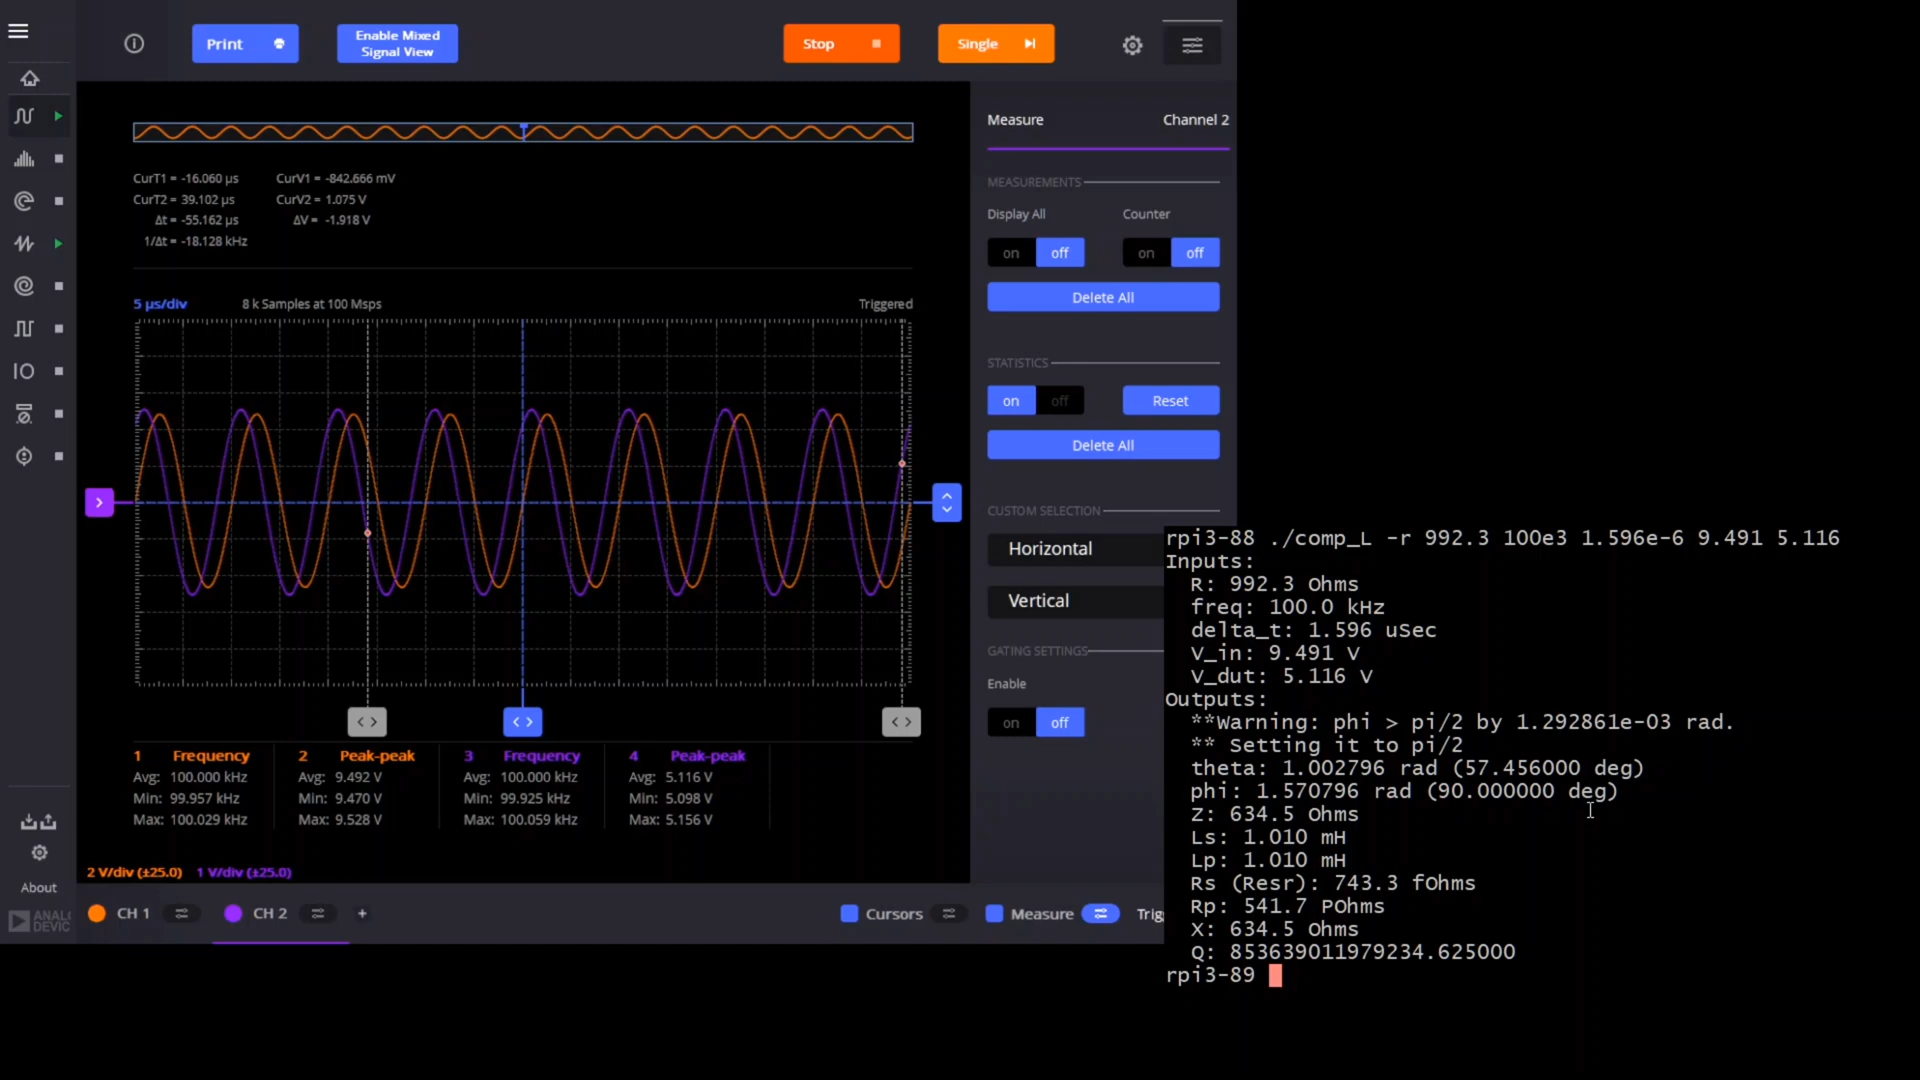 Print
Enable Mixed
Signal View
Stop
Single
Measure
Channel 2
CurT1 = -16.060 µs
CurV1 = -842.666 mV
CurT2 = 39.102 µs
CurV2 = 1.075 V
Δt = -55.162 µs
ΔV = -1.918 V
1/Δt = -18.128 kHz
MEASUREMENTS
Display All
Counter
on off
on off
Delete All
5 µs/div
8 k Samples at 100 Msps
Triggered
STATISTICS
on off
Reset
Delete All
CUSTOM SELECTION
Horizontal
Vertical
GATING SETTINGS
Enable
on off
1 Frequency
Avg: 100.000 kHz
Min: 99.957 kHz
Max: 100.029 kHz
2 Peak-peak
Avg: 9.492 V
Min: 9.470 V
Max: 9.528 V
3 Frequency
Avg: 100.000 kHz
Min: 99.925 kHz
Max: 100.059 kHz
4 Peak-peak
Avg: 5.116 V
Min: 5.098 V
Max: 5.156 V
2 V/div (±25.0) 1 V/div (±25.0)
About
ANALO
DEVIC
CH 1
CH 2
+
Cursors
Measure
Trig
rpi3-88 ./comp_L -r 992.3 100e3 1.596e-6 9.491 5.116
Inputs:
R: 992.3 Ohms
freq: 100.0 kHz
delta_t: 1.596 uSec
V_in: 9.491 V
V_dut: 5.116 V
Outputs:
**Warning: phi > pi/2 by 1.292861e-03 rad.
** Setting it to pi/2
theta: 1.002796 rad (57.456000 deg)
phi: 1.570796 rad (90.000000 deg)
Z: 634.5 Ohms
Ls: 1.010 mH
Lp: 1.010 mH
Rs (Resr): 743.3 fOhms
Rp: 541.7 POhms
X: 634.5 Ohms
Q: 853639011979234.625000
rpi3-89